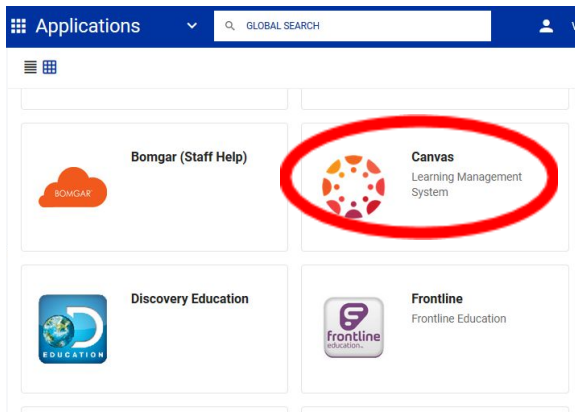 Applications
GLOBAL SEARCH
Bomgar (Staff Help)
BOMGAR
Canvas
Learning Management
System
Discovery Education
EDUCATION
Frontline
Frontline Education
frontline
education